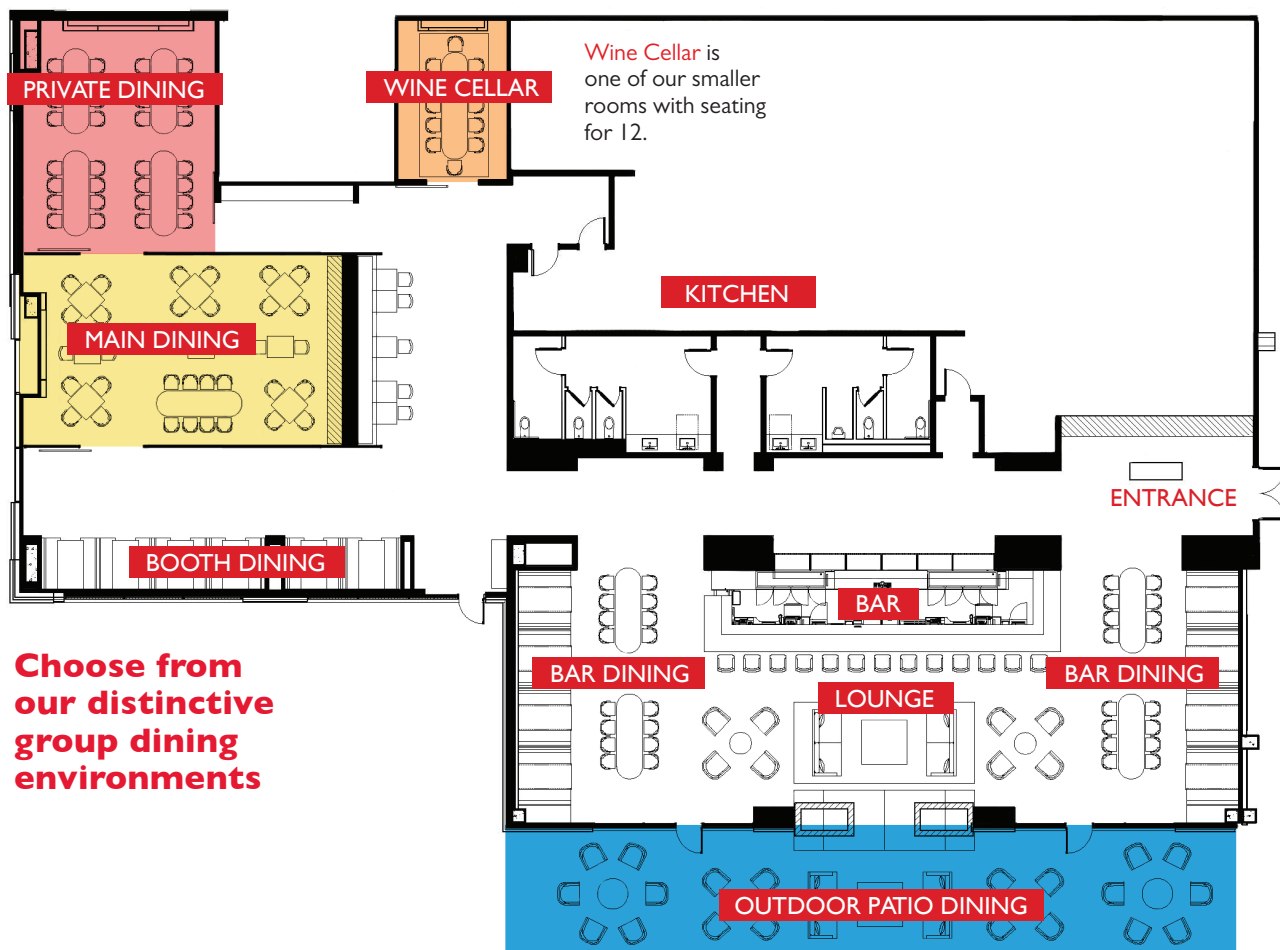 PRIVATE DINING
WINE CELLAR
Wine Cellar is
one of our smaller
rooms with seating
for 12.
KITCHEN
MAIN DINING
ENTRANCE
BOOTH DINING
BAR
BAR DINING
LOUNGE
BAR DINING
Choose from
our distinctive
group dining
environments
OUTDOOR PATIO DINING